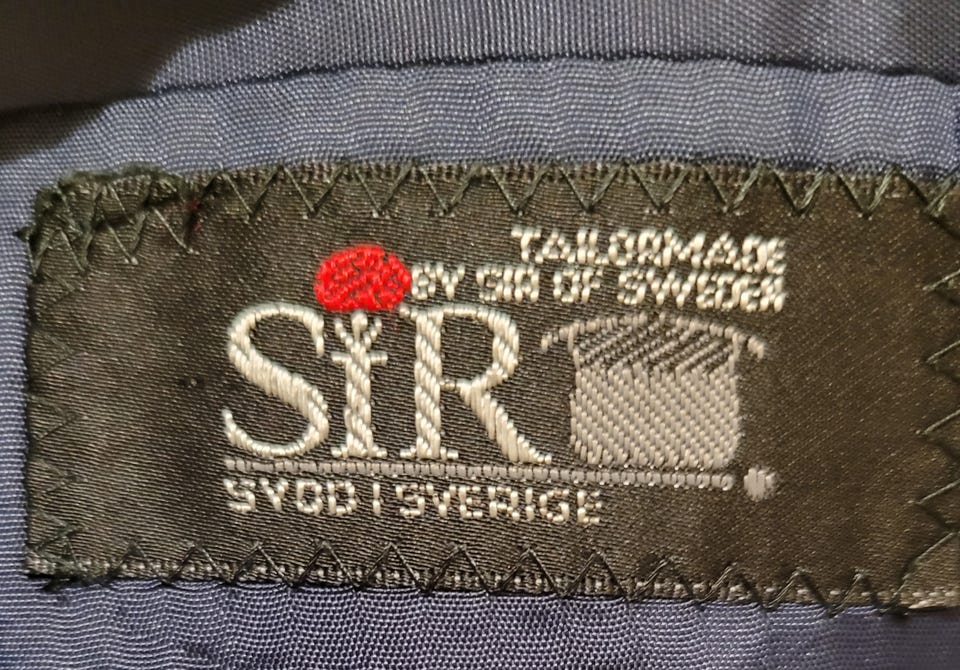 TAILORMADE
BY SIR OF SWEDEN
SIR
SYDD I SVERIGE